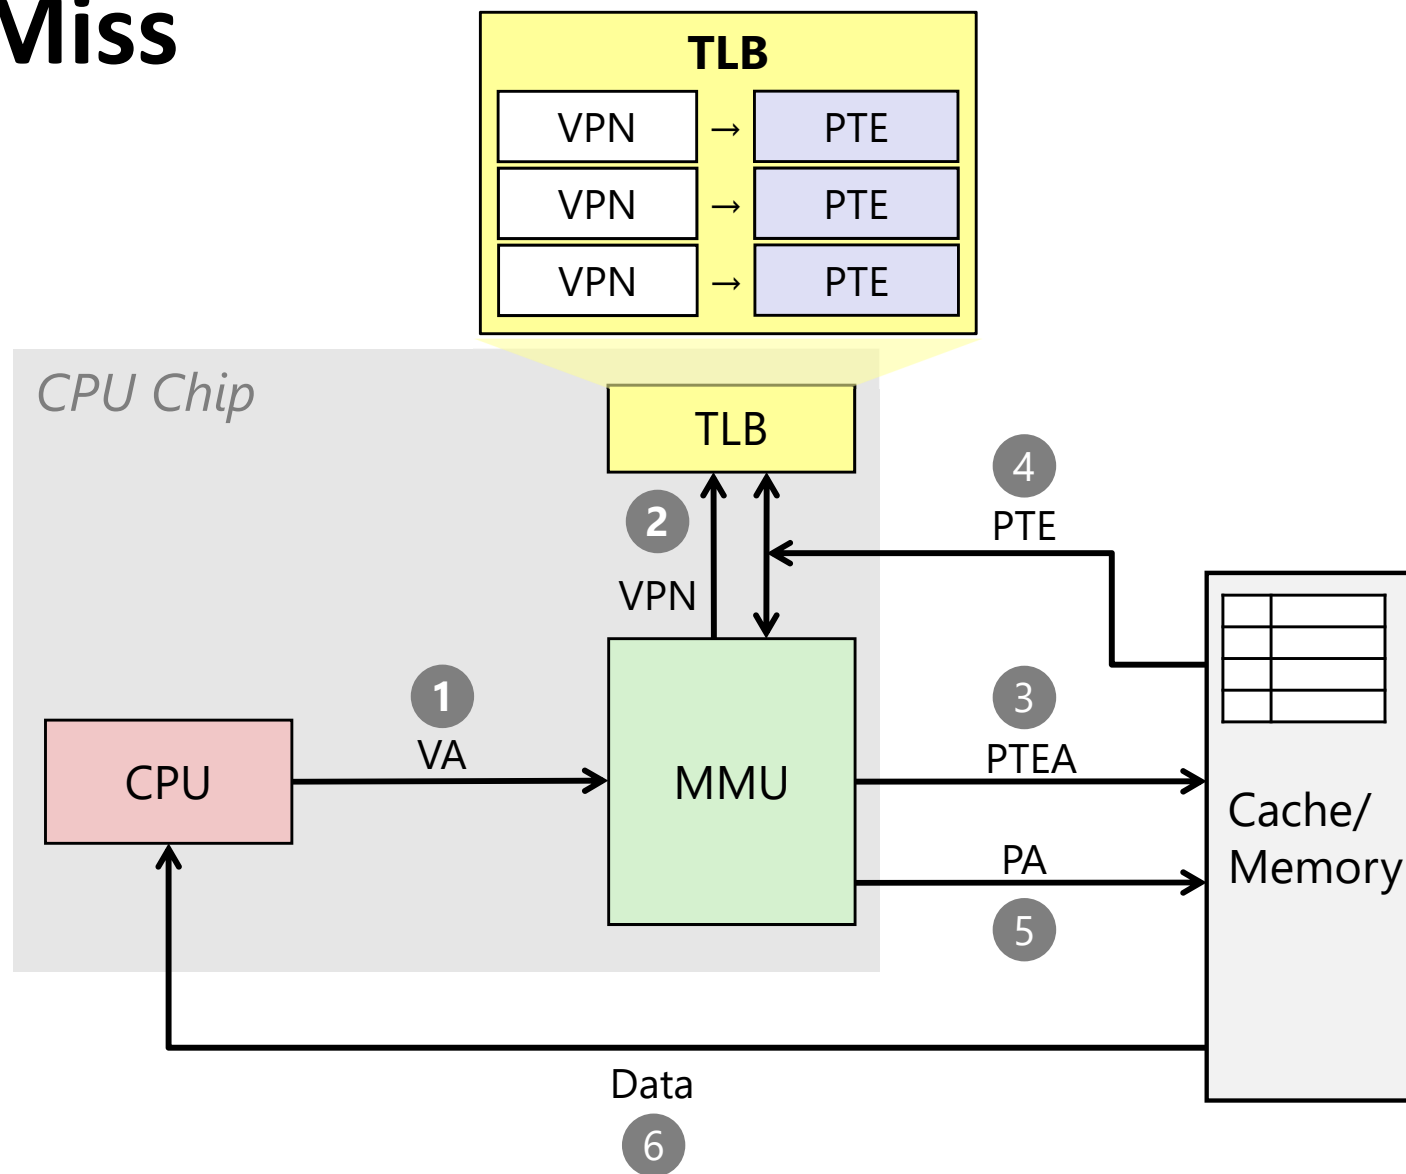 Miss
TLB
VPN → PTE
VPN → PTE
VPN → PTE
CPU Chip
TLB
4
PTE
2
VPN
1
VA
3
PTEA
CPU
MMU
Cache/
Memory
PA
5
Data
6